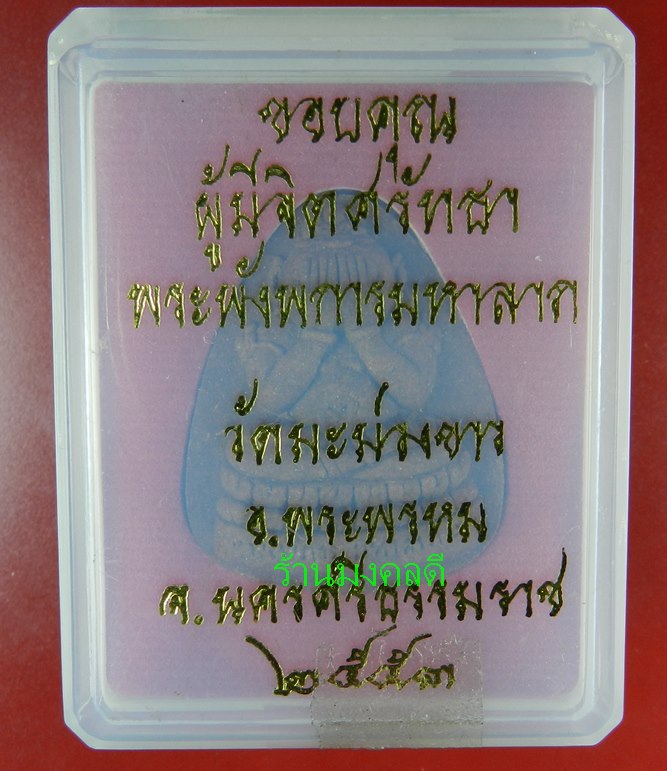 ขอบคุณ
ผู้มีจิตศรัทธา
พระพังพการมหาลาภ
วัดมะม่วงขาว
อ.พระพรหม
ร้านมงคลดี
จ.นครศรีธรรมราช
๒๕๕๓